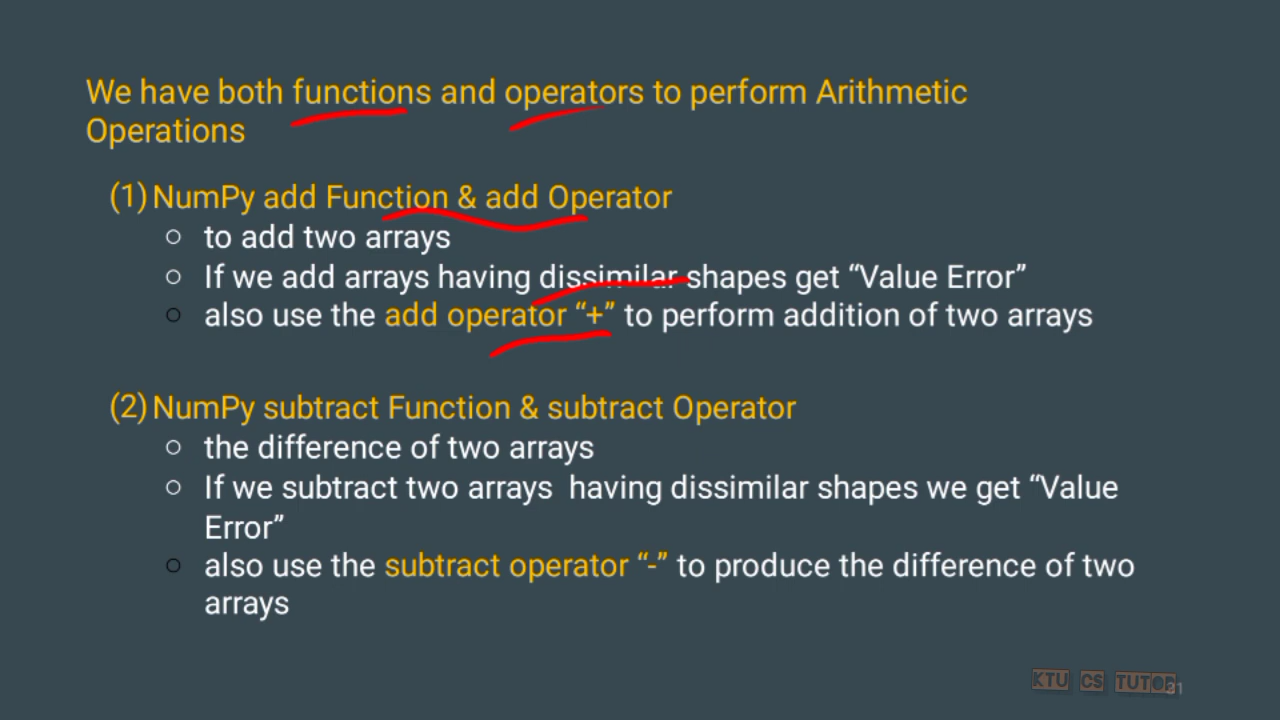 We have both functions and operators to perform Arithmetic
Operations
(1) NumPy add Function & add Operator
○ to add two arrays
○ If we add arrays having dissimilar shapes get “Value Error”
○ also use the add operator “+” to perform addition of two arrays
(2) NumPy subtract Function & subtract Operator
○ the difference of two arrays
○ If we subtract two arrays  having dissimilar shapes we get “Value
Error”
○ also use the subtract operator “-” to produce the difference of two
arrays
KTU CS TUTOR 31